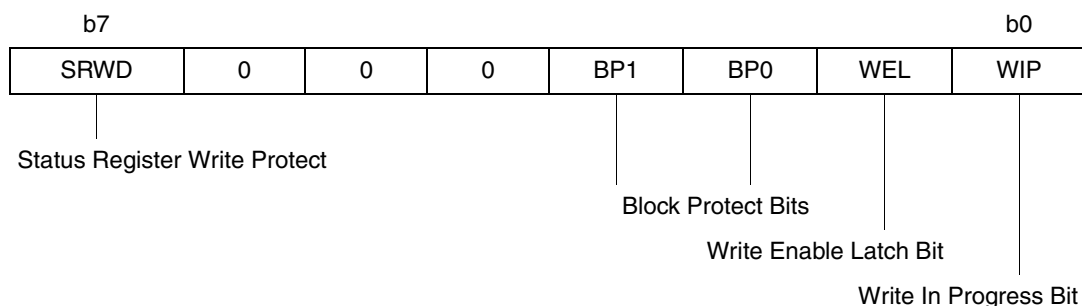 b7 b0
SRWD 0 0 0 BP1 BP0 WEL WIP
Status Register Write Protect
Block Protect Bits
Write Enable Latch Bit
Write In Progress Bit